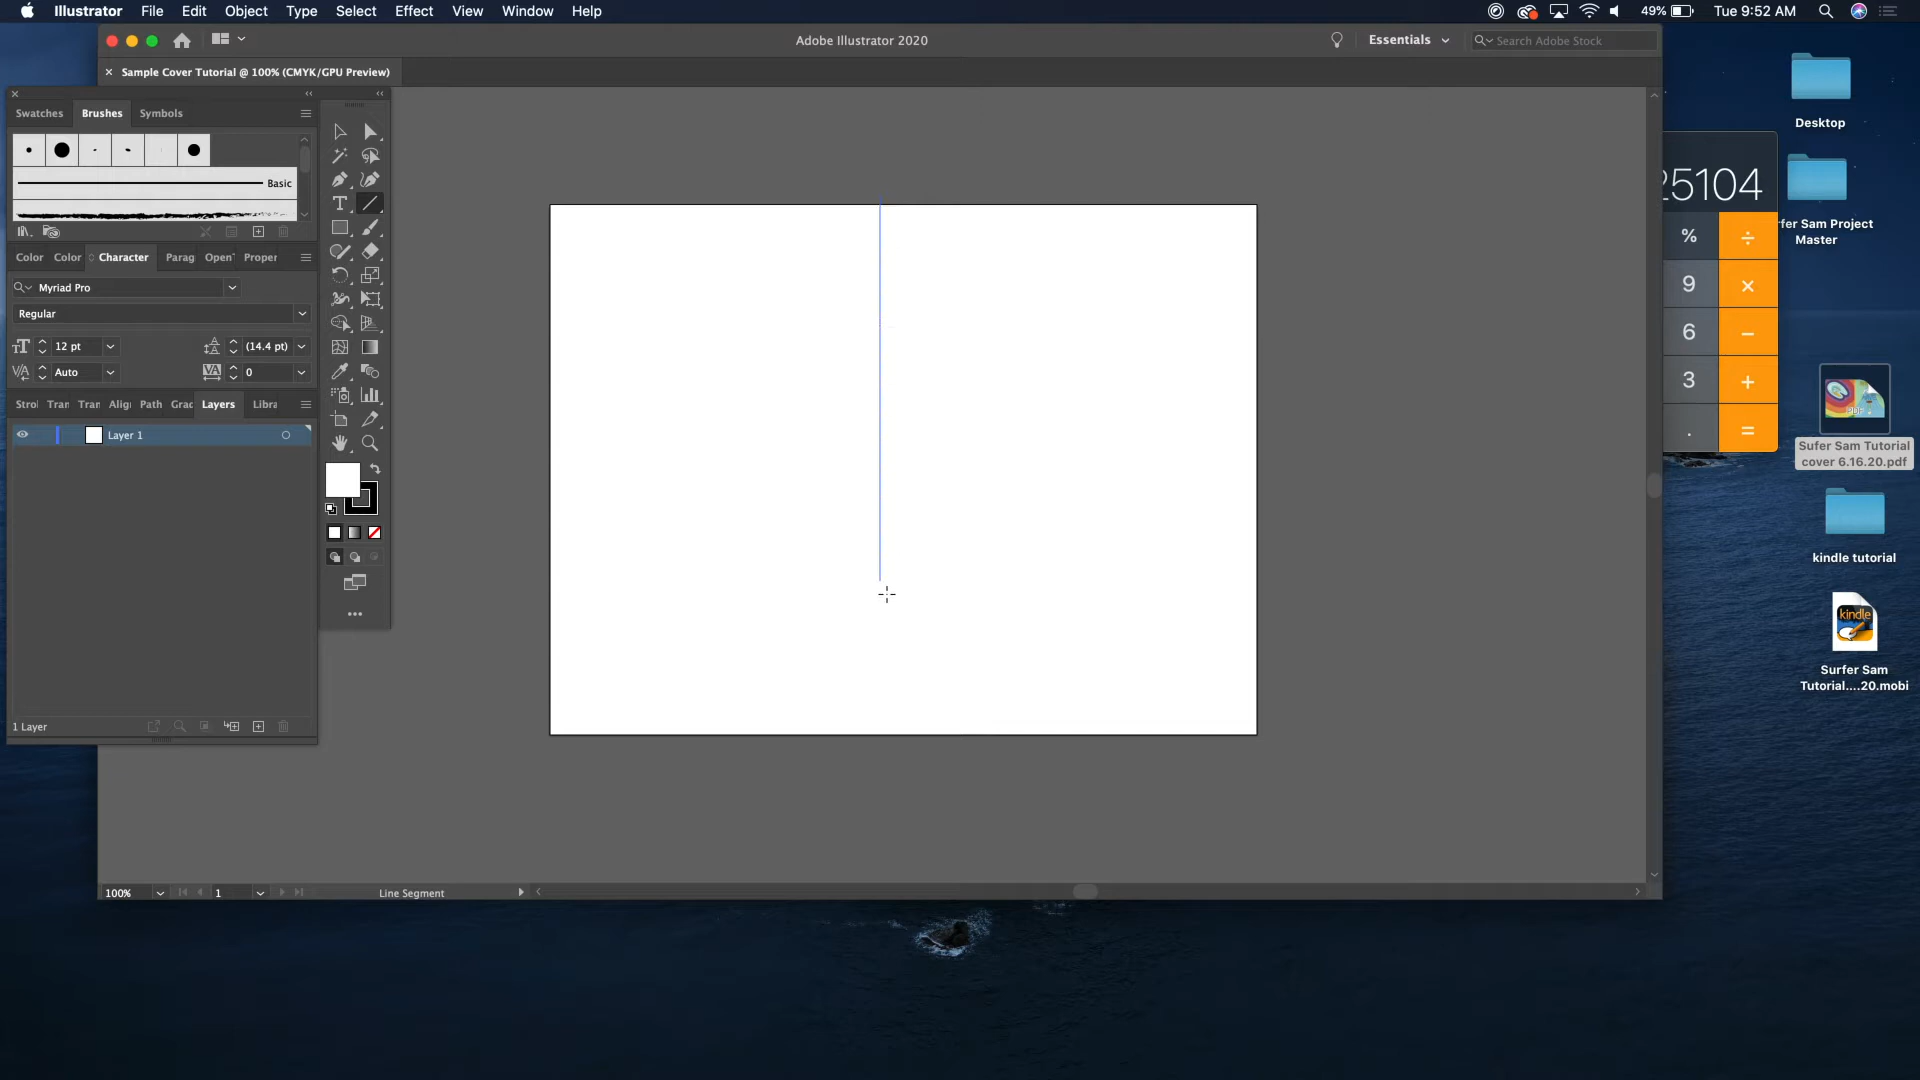 Illustrator File Edit Object Type Select Effect View Window Help 49% Tue 9:52 AM
Adobe Illustrator 2020 Essentials Search Adobe Stock
× Sample Cover Tutorial @ 100% (CMYK/GPU Preview)
Swatches Brushes Symbols
Basic
Color Color Character Parag Open Proper
Myriad Pro
Regular
12 pt (14.4 pt)
Auto 0
Strol Tran Tran Align Path Grac Layers Libra
Layer 1
1 Layer
100% 1 Line Segment
25104
% ÷
9 ×
6 −
3 +
. =
Desktop
fer Sam Project
Master
PDF
Sufer Sam Tutorial
cover 6.16.20.pdf
kindle tutorial
kindle
Surfer Sam
Tutorial....20.mobi